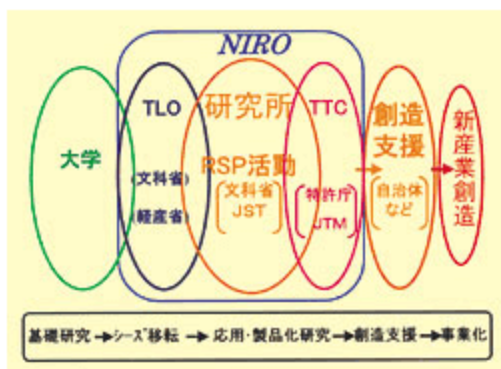 NIRO
大学
TLO
(文科省)
(軽産省)
研究所
RSP活動
文科省
JST
TTC
特許庁
JTM
創造
支援
自治体
など
新産業創造
基礎研究→シーズ移転→応用・製品化研究→創造支援→事業化